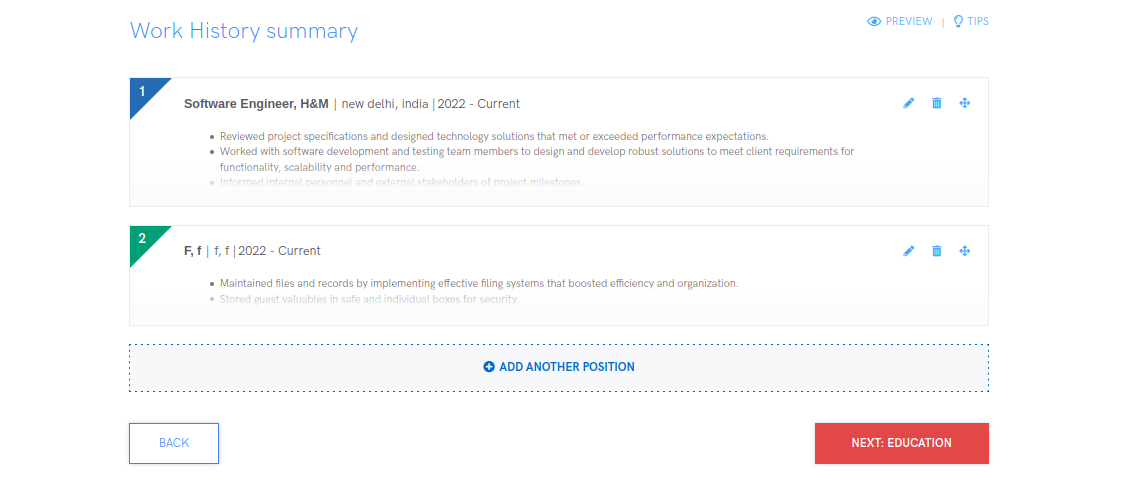 Work History summary
PREVIEW | TIPS
1
Software Engineer, H&M | new delhi, india | 2022 - Current
• Reviewed project specifications and designed technology solutions that met or exceeded performance expectations.
• Worked with software development and testing team members to design and develop robust solutions to meet client requirements for
functionality, scalability and performance.
• Informed internal personnel and external stakeholders of project milestones.
2
F, f | f, f | 2022 - Current
• Maintained files and records by implementing effective filing systems that boosted efficiency and organization.
• Stored guest valuables in safe and individual boxes for security.
ADD ANOTHER POSITION
BACK
NEXT: EDUCATION